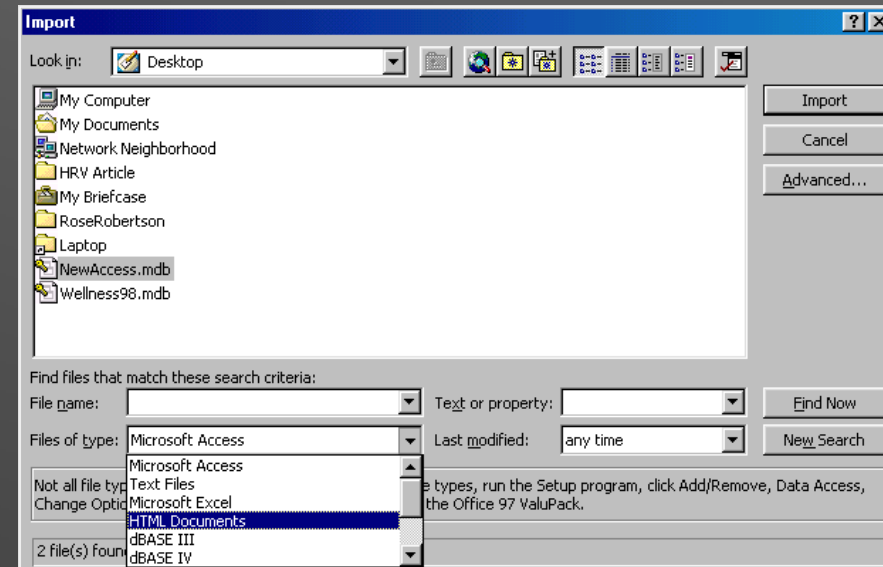 Import
Look in: Desktop
My Computer
My Documents
Network Neighborhood
HRV Article
My Briefcase
RoseRobertson
Laptop
NewAccess.mdb
Wellness98.mdb
Import
Cancel
Advanced...
Find files that match these search criteria:
File name: Text or property: Find Now
Files of type: Microsoft Access Last modified: any time New Search
Microsoft Access
Text Files
Microsoft Excel
HTML Documents
dBASE III
dBASE IV
Not all file typ e types, run the Setup program, click Add/Remove, Data Access,
Change Optio the Office 97 ValuPack.
2 file(s) foun